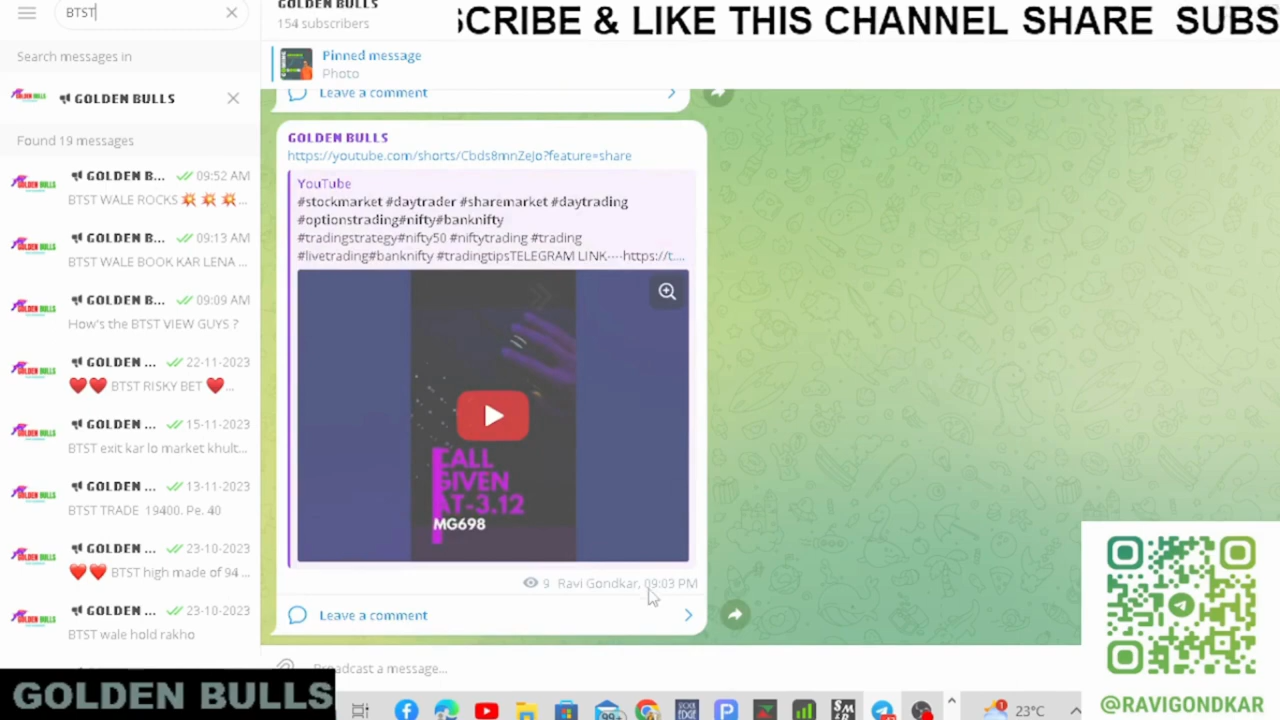 BTST
Search messages in
GOLDEN BULLS
Found 19 messages
GOLDEN B... 09:52 AM
BTST WALE ROCKS 💥 💥 💥...
GOLDEN B... 09:13 AM
BTST WALE BOOK KAR LENA ...
GOLDEN B... 09:09 AM
How's the BTST VIEW GUYS ?
GOLDEN ... 22-11-2023
❤️❤️ BTST RISKY BET ❤️...
GOLDEN ... 15-11-2023
BTST exit kar lo market khult...
GOLDEN ... 13-11-2023
BTST TRADE 19400. Pe. 40
GOLDEN ... 23-10-2023
❤️❤️ BTST high made of 94 ...
GOLDEN ... 23-10-2023
BTST wale hold rakho
GOLDEN BULLS
154 subscribers
SCRIBE & LIKE THIS CHANNEL SHARE SUBS
Pinned message
Photo
Leave a comment
GOLDEN BULLS
https://youtube.com/shorts/Cbds8mnZeJo?feature=share
YouTube
#stockmarket #daytrader #sharemarket #daytrading
#optionstrading#nifty#banknifty
#tradingstrategy#nifty50 #niftytrading #trading
#livetrading#banknifty #tradingtipsTELEGRAM LINK----https://t....
CALL
GIVEN
AT-3.12
MG698
9 Ravi Gondkar, 09:03 PM
Leave a comment
Broadcast a message...
GOLDEN BULLS
99+
23°C
@RAVIGONDKAR